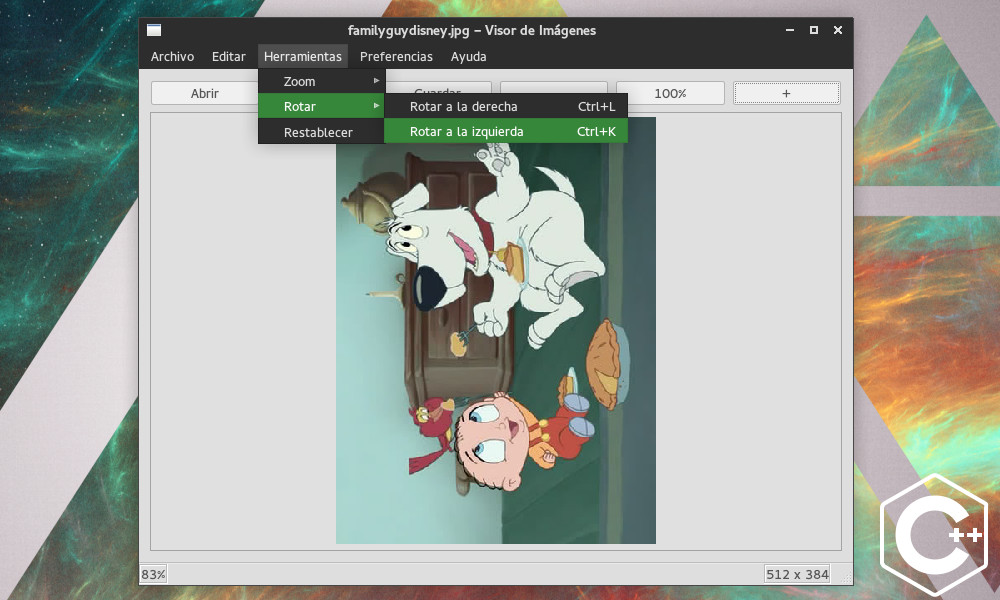 familyguydisney.jpg – Visor de Imágenes
Archivo Editar Herramientas Preferencias Ayuda
Zoom
Abrir Guardar 100% +
Rotar Rotar a la derecha Ctrl+L
Restablecer Rotar a la izquierda Ctrl+K
C++
83% 512 x 384